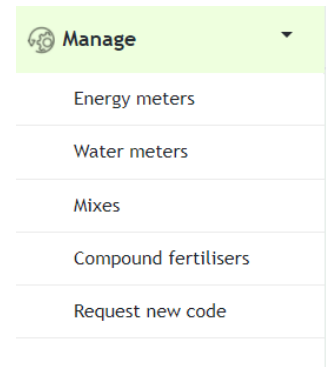 Manage
Energy meters
Water meters
Mixes
Compound fertilisers
Request new code